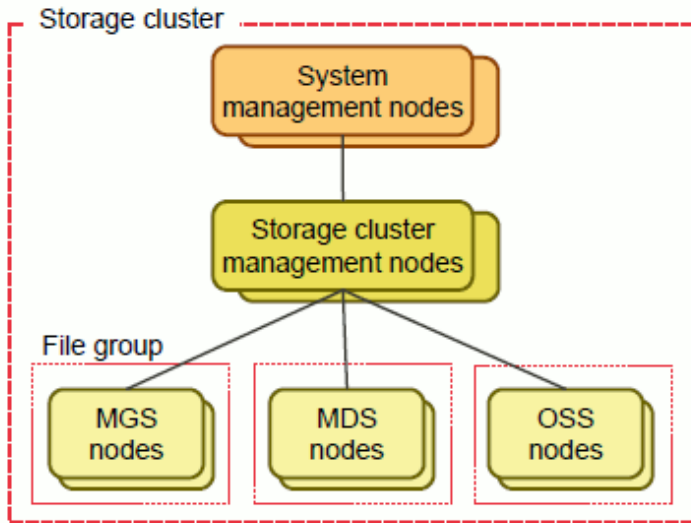 Storage cluster
System
management nodes
Storage cluster
management nodes
File group
MGS
nodes
MDS
nodes
OSS
nodes